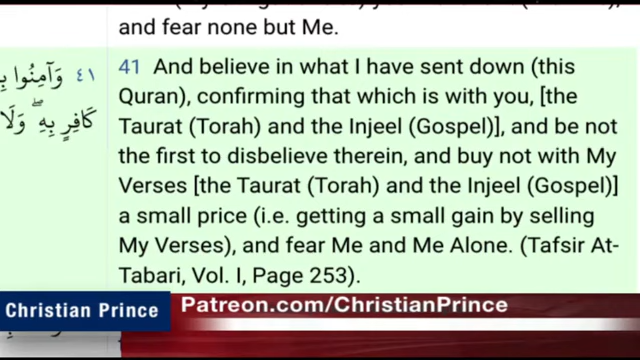 and fear none but Me.
41 And believe in what I have sent down (this
Quran), confirming that which is with you, [the
Taurat (Torah) and the Injeel (Gospel)], and be not
the first to disbelieve therein, and buy not with My
Verses [the Taurat (Torah) and the Injeel (Gospel)]
a small price (i.e. getting a small gain by selling
My Verses), and fear Me and Me Alone. (Tafsir At-
Tabari, Vol. I, Page 253).
٤١ وَآمِنُوا
كَافِرٍ بِهِ ۖ وَلَا
Christian Prince
Patreon.com/ChristianPrince